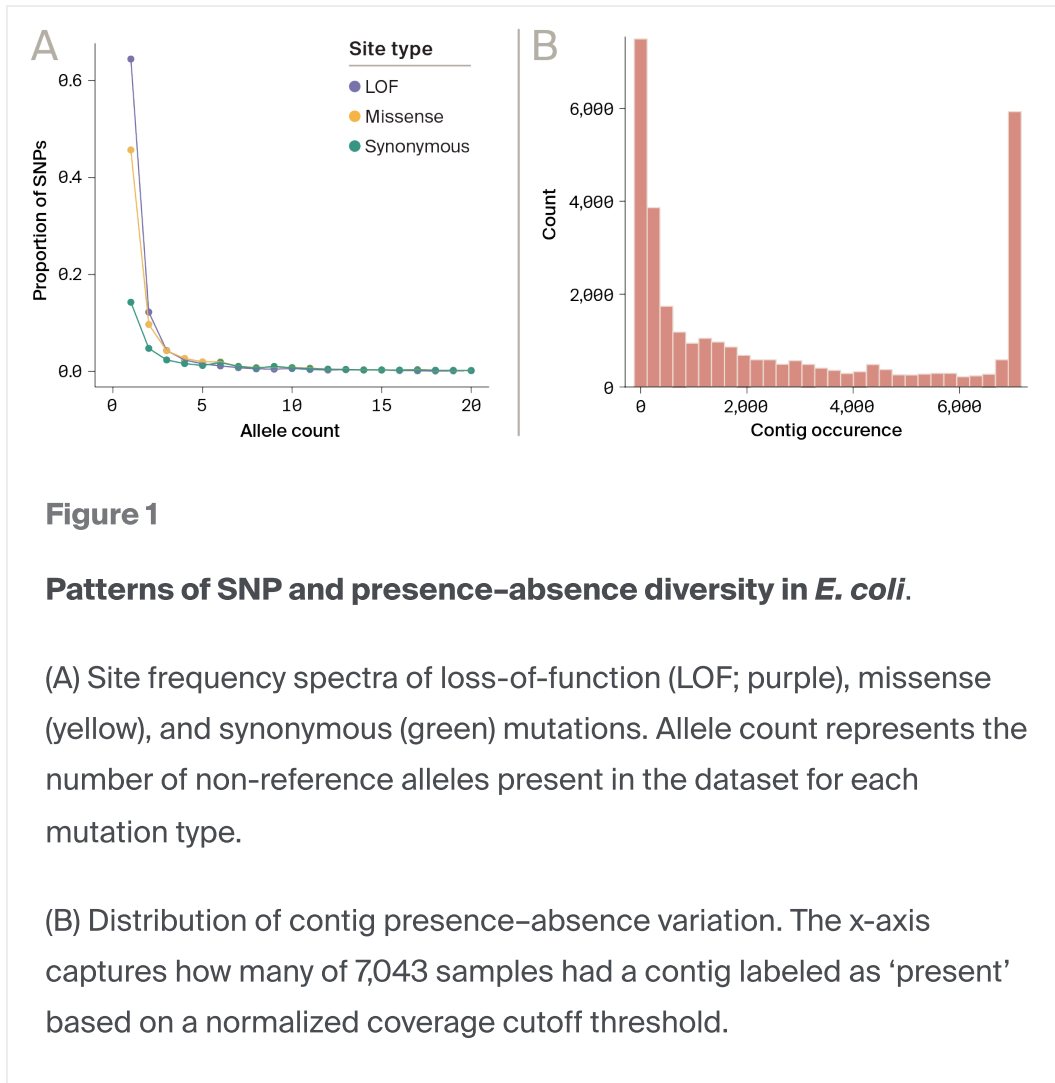 A
Site type
LOF
Missense
Synonymous
Proportion of SNPs
0.6
0.4
0.2
0.0
0
5
10
15
20
Allele count
B
Count
6,000
4,000
2,000
0
0
2,000
4,000
6,000
Contig occurence
Figure 1
Patterns of SNP and presence–absence diversity in E. coli.
(A) Site frequency spectra of loss-of-function (LOF; purple), missense
(yellow), and synonymous (green) mutations. Allele count represents the
number of non-reference alleles present in the dataset for each
mutation type.
(B) Distribution of contig presence–absence variation. The x-axis
captures how many of 7,043 samples had a contig labeled as ‘present’
based on a normalized coverage cutoff threshold.